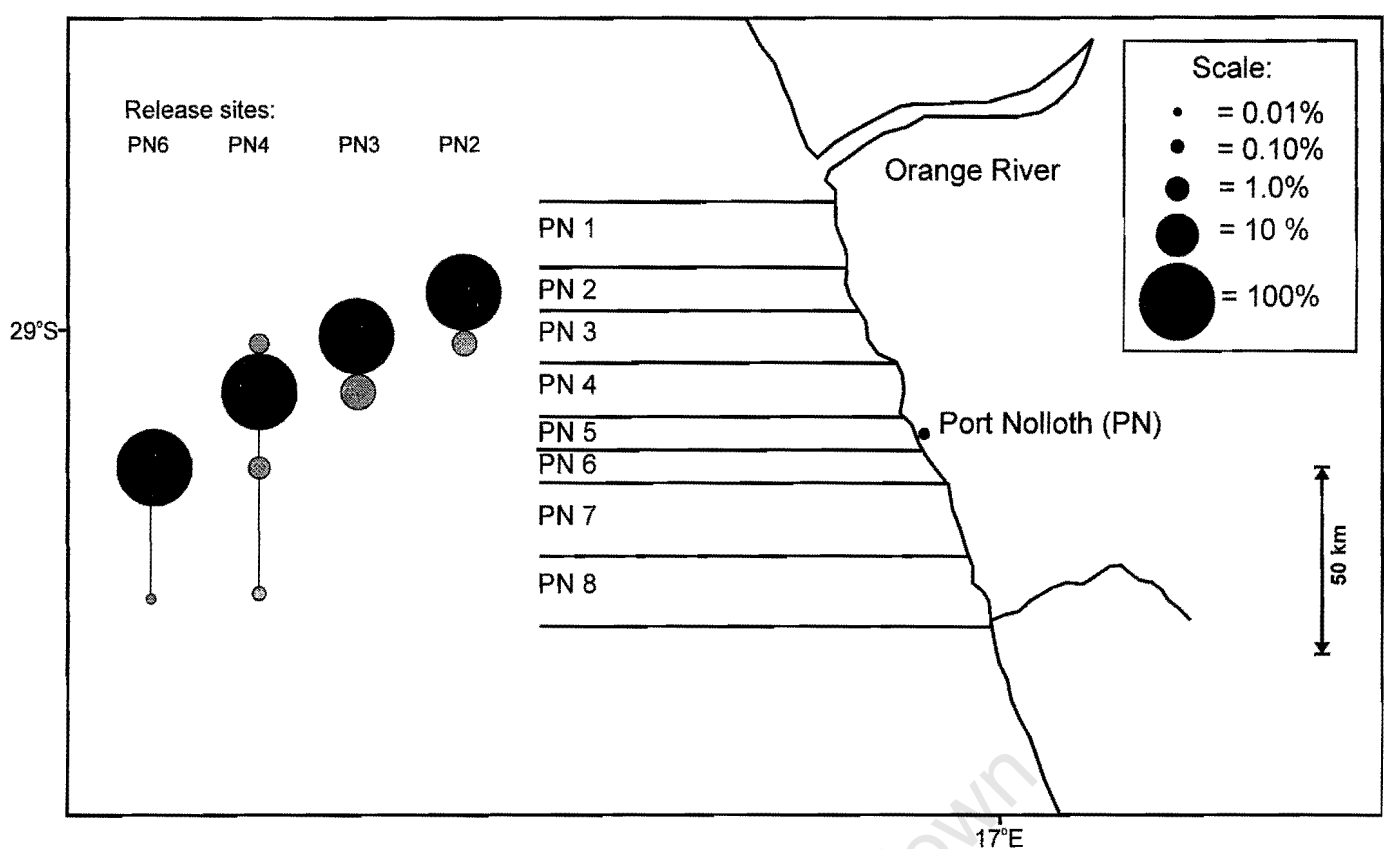 Release sites:
PN6 PN4 PN3 PN2
Scale:
= 0.01%
= 0.10%
= 1.0%
= 10 %
= 100%
Orange River
PN 1
PN 2
PN 3
PN 4
PN 5
PN 6
PN 7
PN 8
29°S
Port Nolloth (PN)
50 km
17°E
own